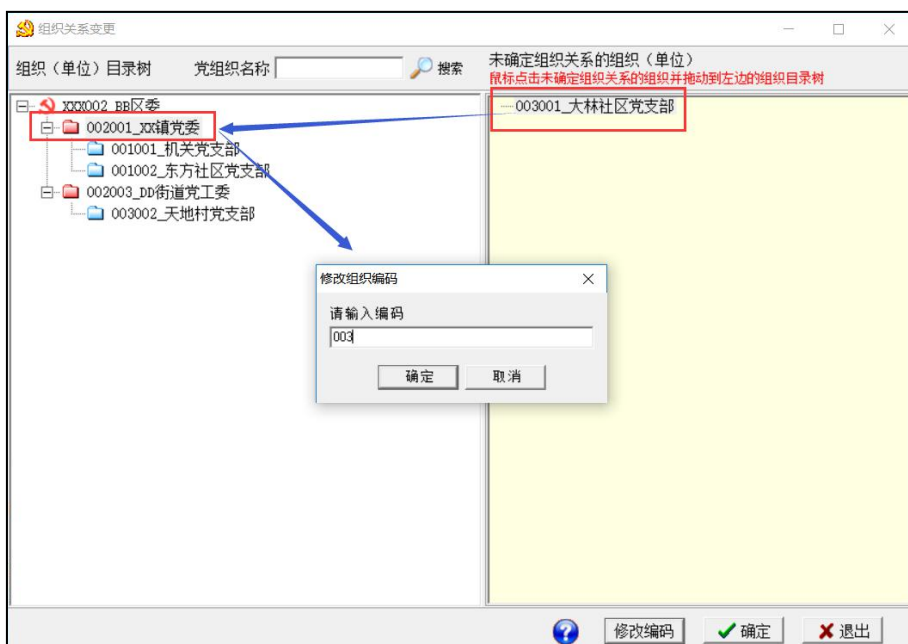 组织关系变更
组织（单位）目录树 党组织名称 搜索
未确定组织关系的组织（单位）
鼠标点击未确定组织关系的组织并拖动到左边的组织目录树
XXX002_BB区委
002001_XX镇党委
001001_机关党支部
001002_东方社区党支部
002003_DD街道党工委
003002_天地村党支部
003001_大林社区党支部
修改组织编码
请输入编码
003
确定 取消
修改编码 确定 退出